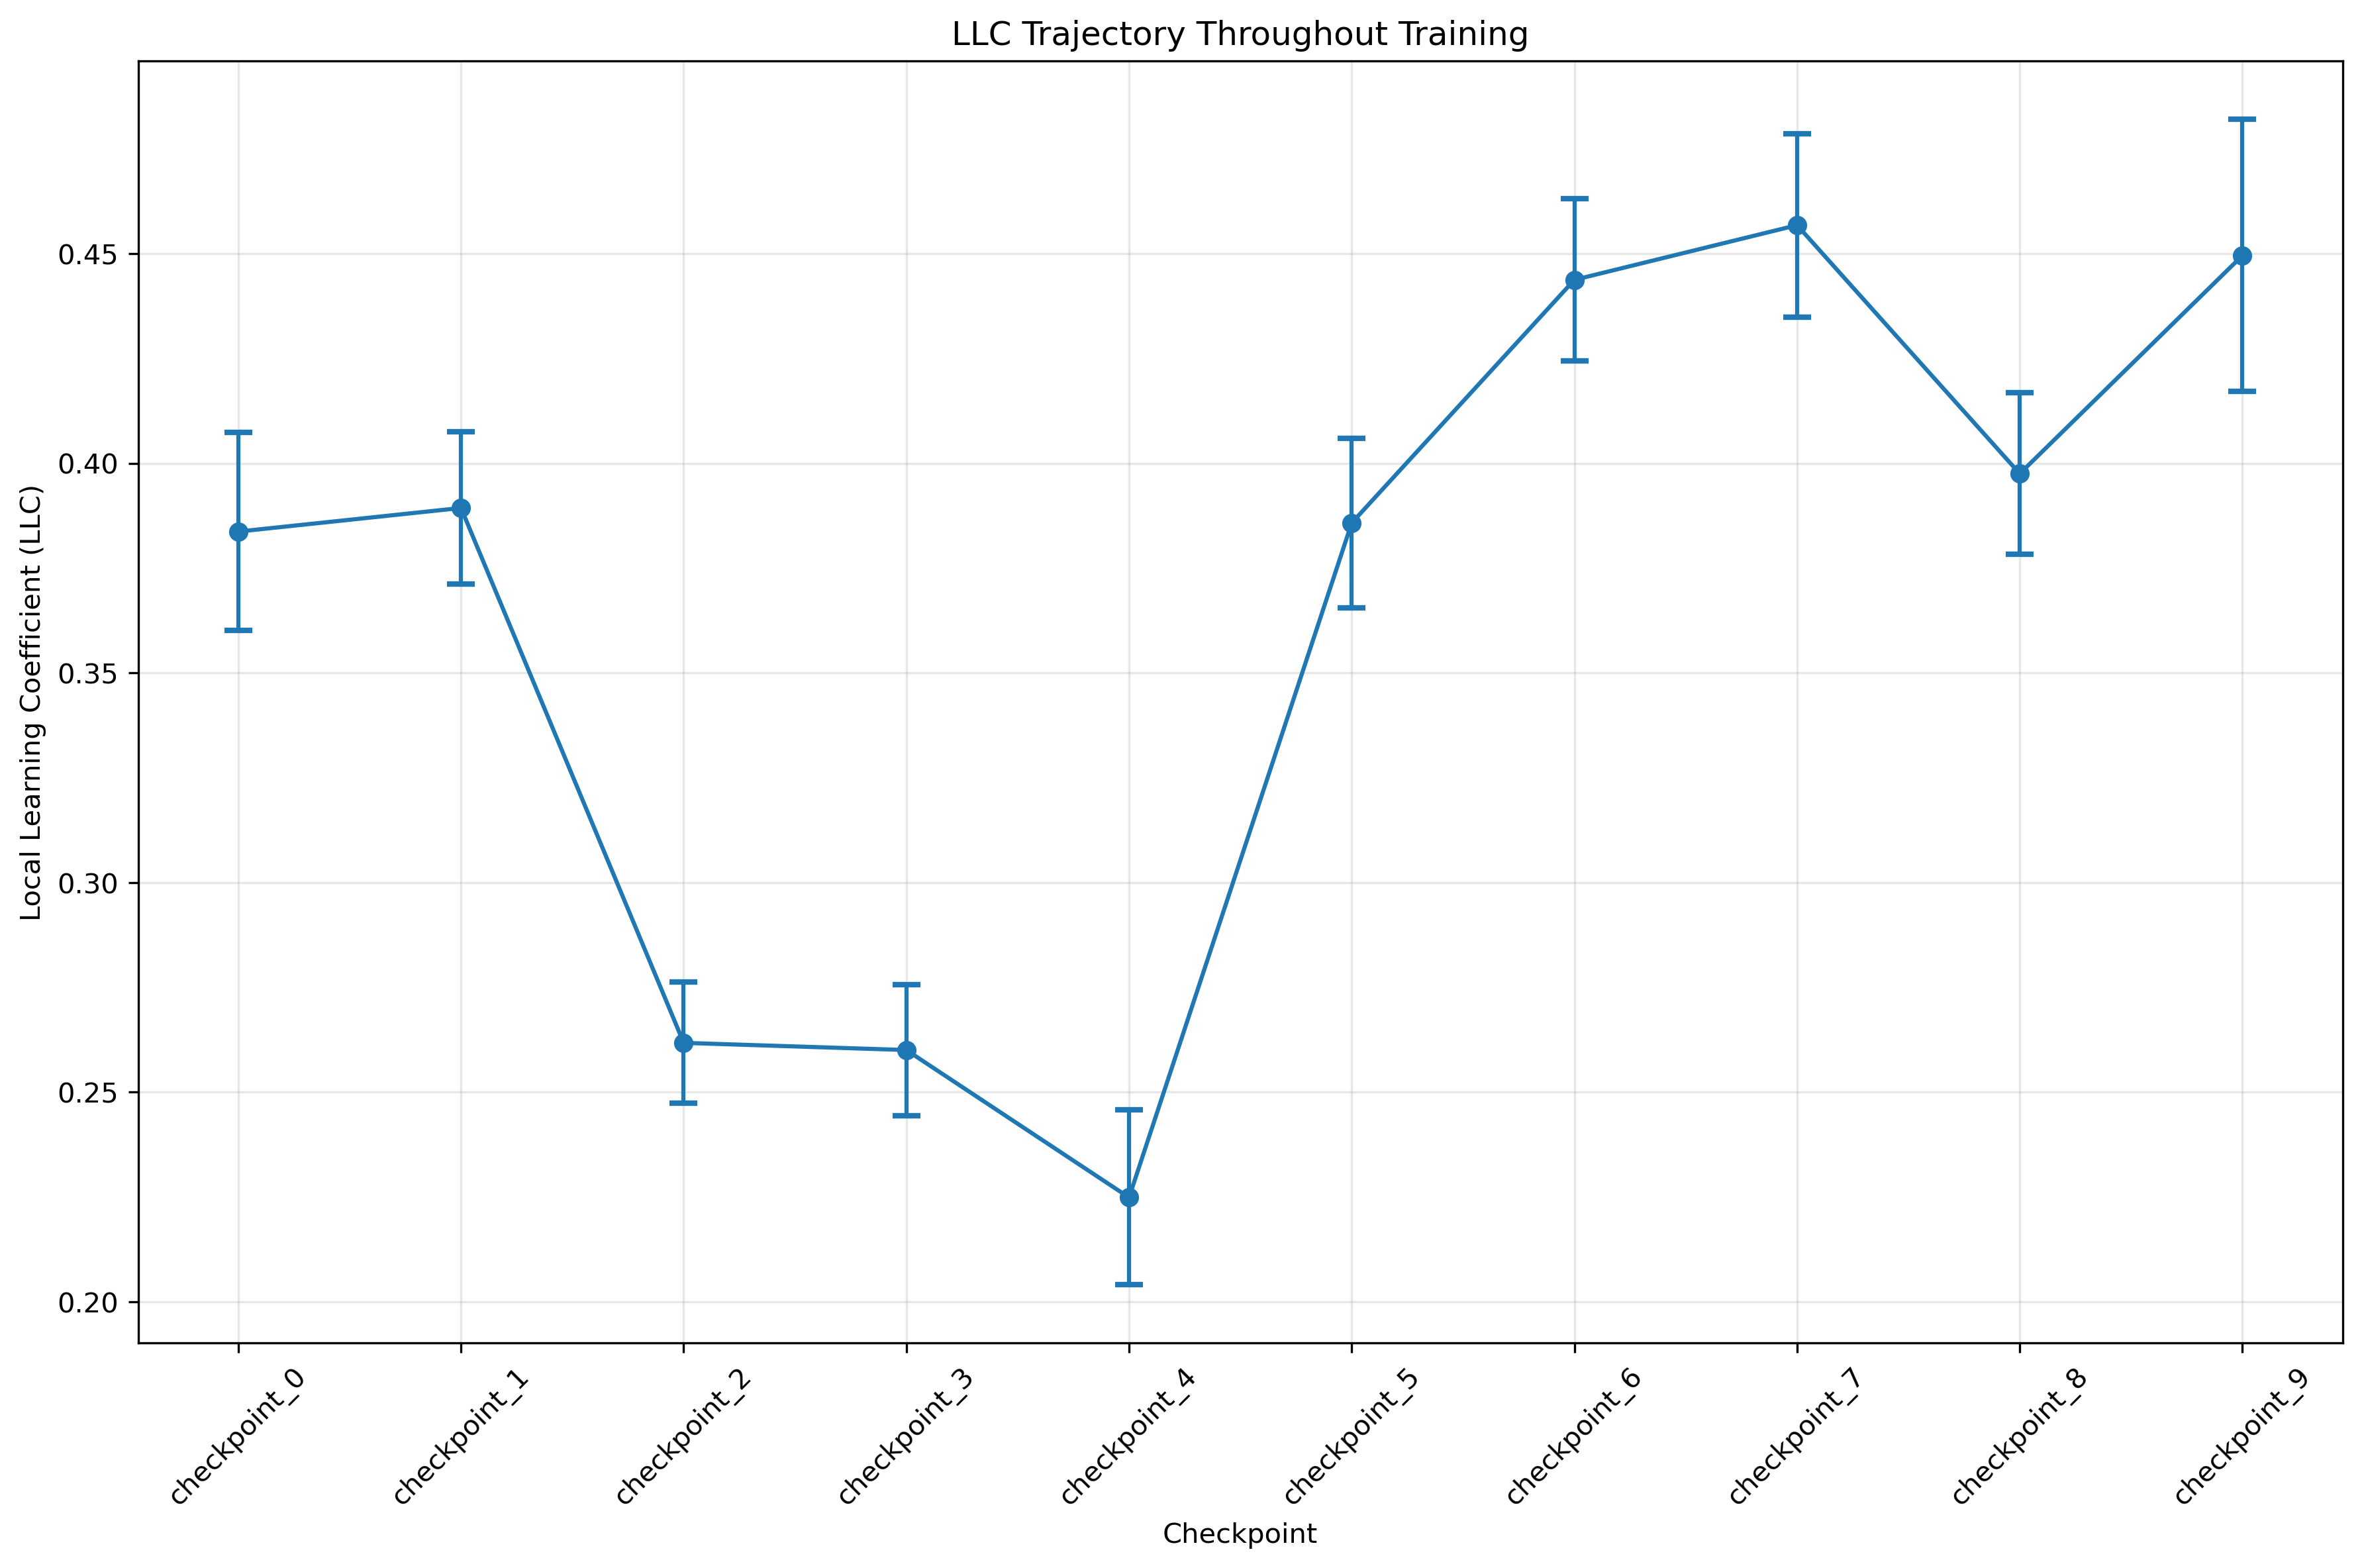 LLC Trajectory Throughout Training
Local Learning Coefficient (LLC)
0.45
0.40
0.35
0.30
0.25
0.20
checkpoint_0
checkpoint_1
checkpoint_2
checkpoint_3
checkpoint_4
checkpoint_5
checkpoint_6
checkpoint_7
checkpoint_8
checkpoint_9
Checkpoint